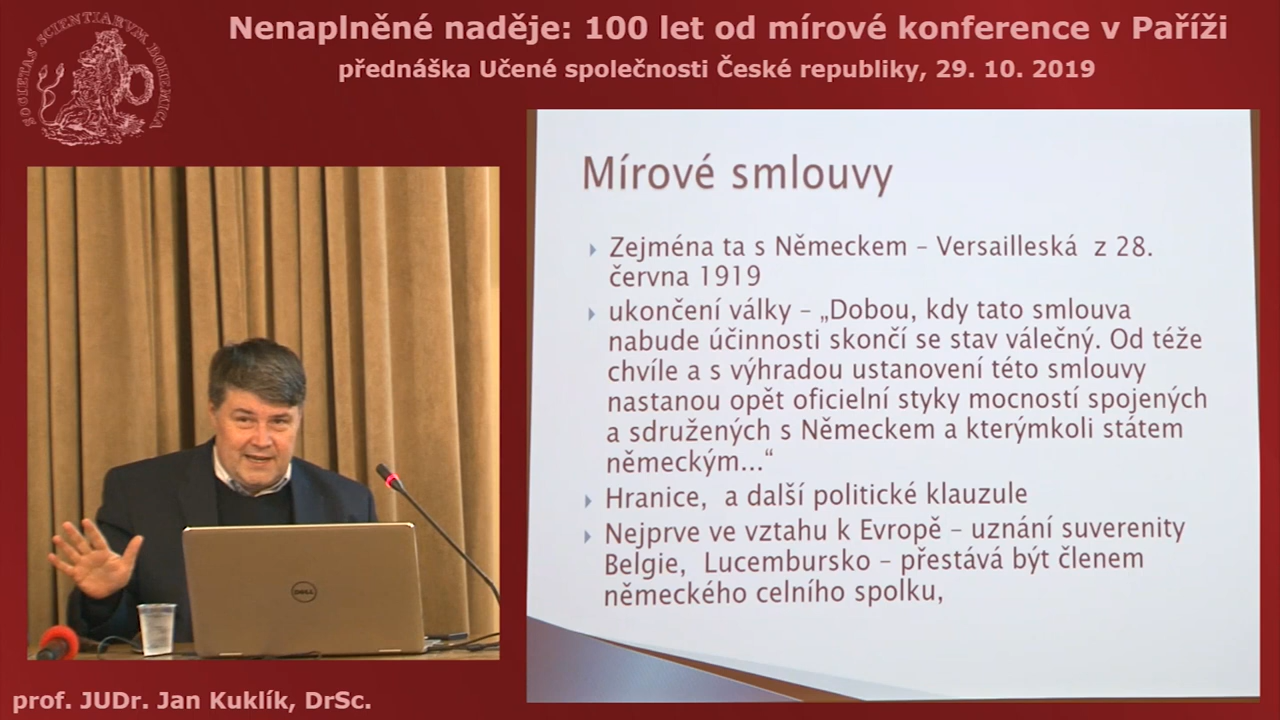 Nenaplněné naděje: 100 let od mírové konference v Paříži
přednáška Učené společnosti České republiky, 29. 10. 2019
SOCIETAS SCIENTIARVM BOHEMICA
Mírové smlouvy
Zejména ta s Německem – Versailleská z 28.
června 1919
ukončení války – „Dobou, kdy tato smlouva
nabude účinnosti skončí se stav válečný. Od téže
chvíle a s výhradou ustanovení této smlouvy
nastanou opět oficielní styky mocností spojených
a sdružených s Německem a kterýmkoli státem
německým...“
Hranice, a další politické klauzule
Nejprve ve vztahu k Evropě – uznání suverenity
Belgie, Lucembursko – přestává být členem
německého celního spolku,
DELL
prof. JUDr. Jan Kuklík, DrSc.